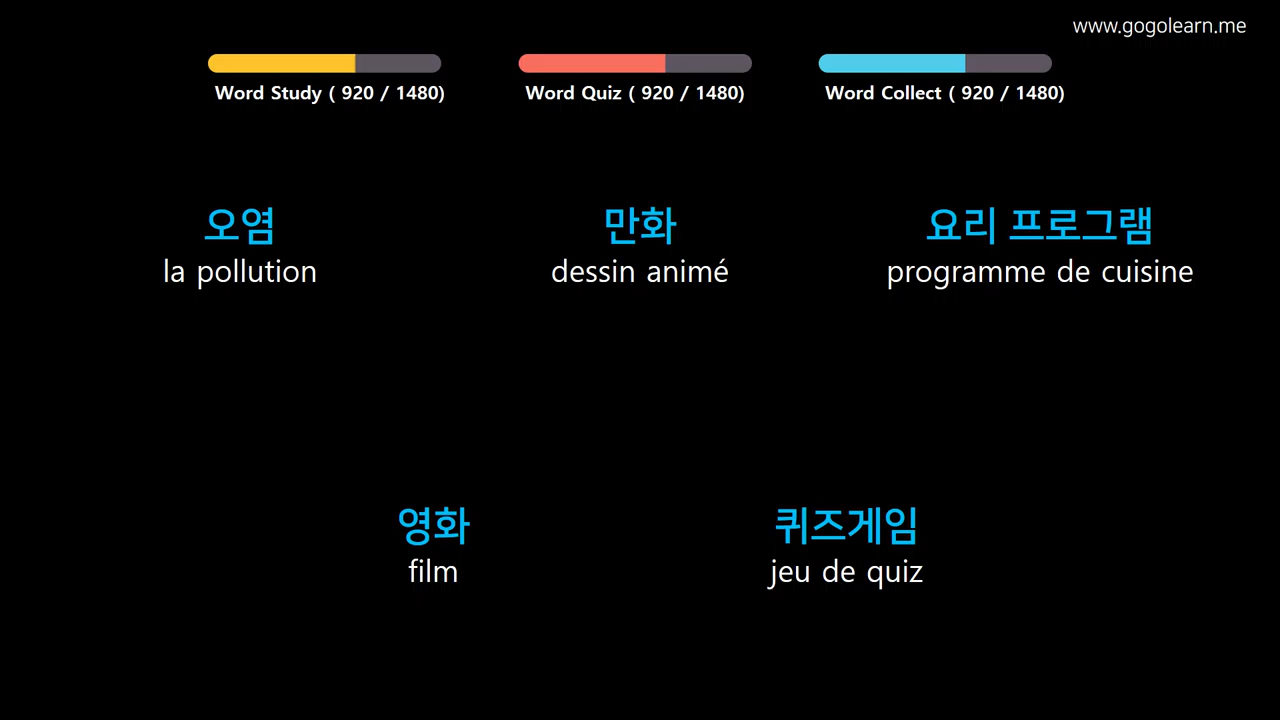 www.gogolearn.me
Word Study ( 920 / 1480)
Word Quiz ( 920 / 1480)
Word Collect ( 920 / 1480)
오염
la pollution
만화
dessin animé
요리 프로그램
programme de cuisine
영화
film
퀴즈게임
jeu de quiz